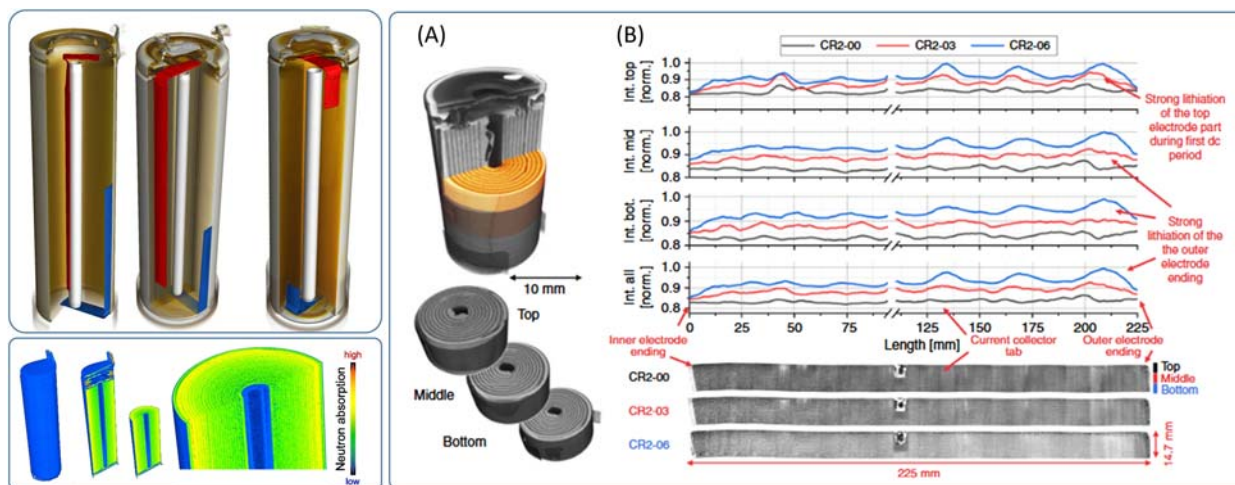 high
Neutron absorption
low
(A)
10 mm
Top
Middle
Bottom
(B)
CR2-00 CR2-03 CR2-06
Int. top
[norm.]
1.0
0.9
0.8
Int. mid
[norm.]
1.0
0.9
0.8
Int. bot.
[norm.]
1.0
0.9
0.8
Int. all
[norm.]
1.0
0.9
0.8
0 25 50 75 125 150 175 200 225
Length [mm]
Strong lithiation
of the top
electrode part
during first dc
period
Strong
lithiation of the
the outer
electrode
ending
Inner electrode
ending
Current collector
tab
Outer electrode
ending
CR2-00
CR2-03
CR2-06
Top
Middle
Bottom
14.7 mm
225 mm